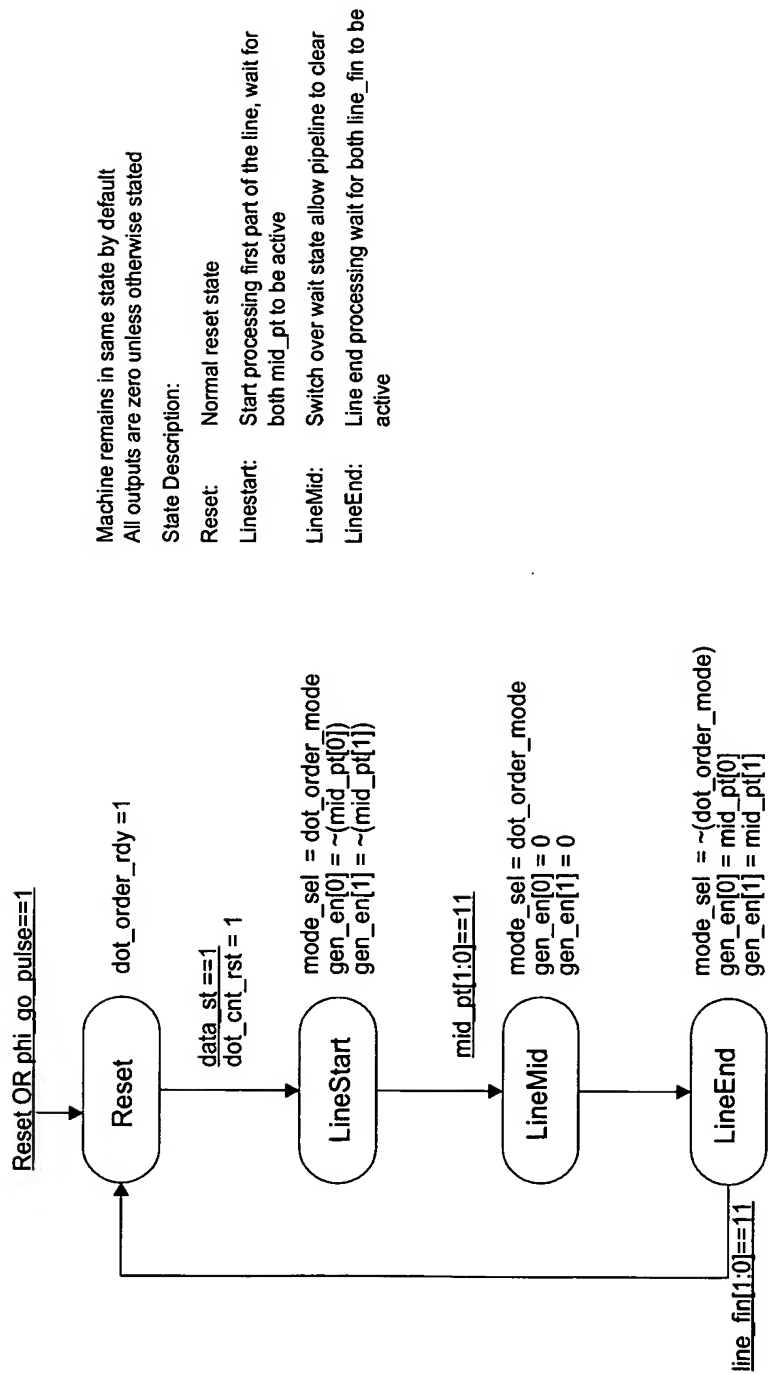 Reset OR phi_go_pulse==1
Reset
dot_order_rdy =1
data_st ==1
dot_cnt_rst = 1
LineStart
mode_sel = dot_order_mode
gen_en[0] = ~(mid_pt[0])
gen_en[1] = ~(mid_pt[1])
mid_pt[1:0]==11
LineMid
mode_sel = dot_order_mode
gen_en[0] = 0
gen_en[1] = 0
LineEnd
mode_sel = ~(dot_order_mode)
gen_en[0] = mid_pt[0]
gen_en[1] = mid_pt[1]
line_fin[1:0]==11
Machine remains in same state by default
All outputs are zero unless otherwise stated
State Description:
Reset: Normal reset state
Linestart: Start processing first part of the line, wait for
both mid_pt to be active
LineMid: Switch over wait state allow pipeline to clear
LineEnd: Line end processing wait for both line_fin to be
active